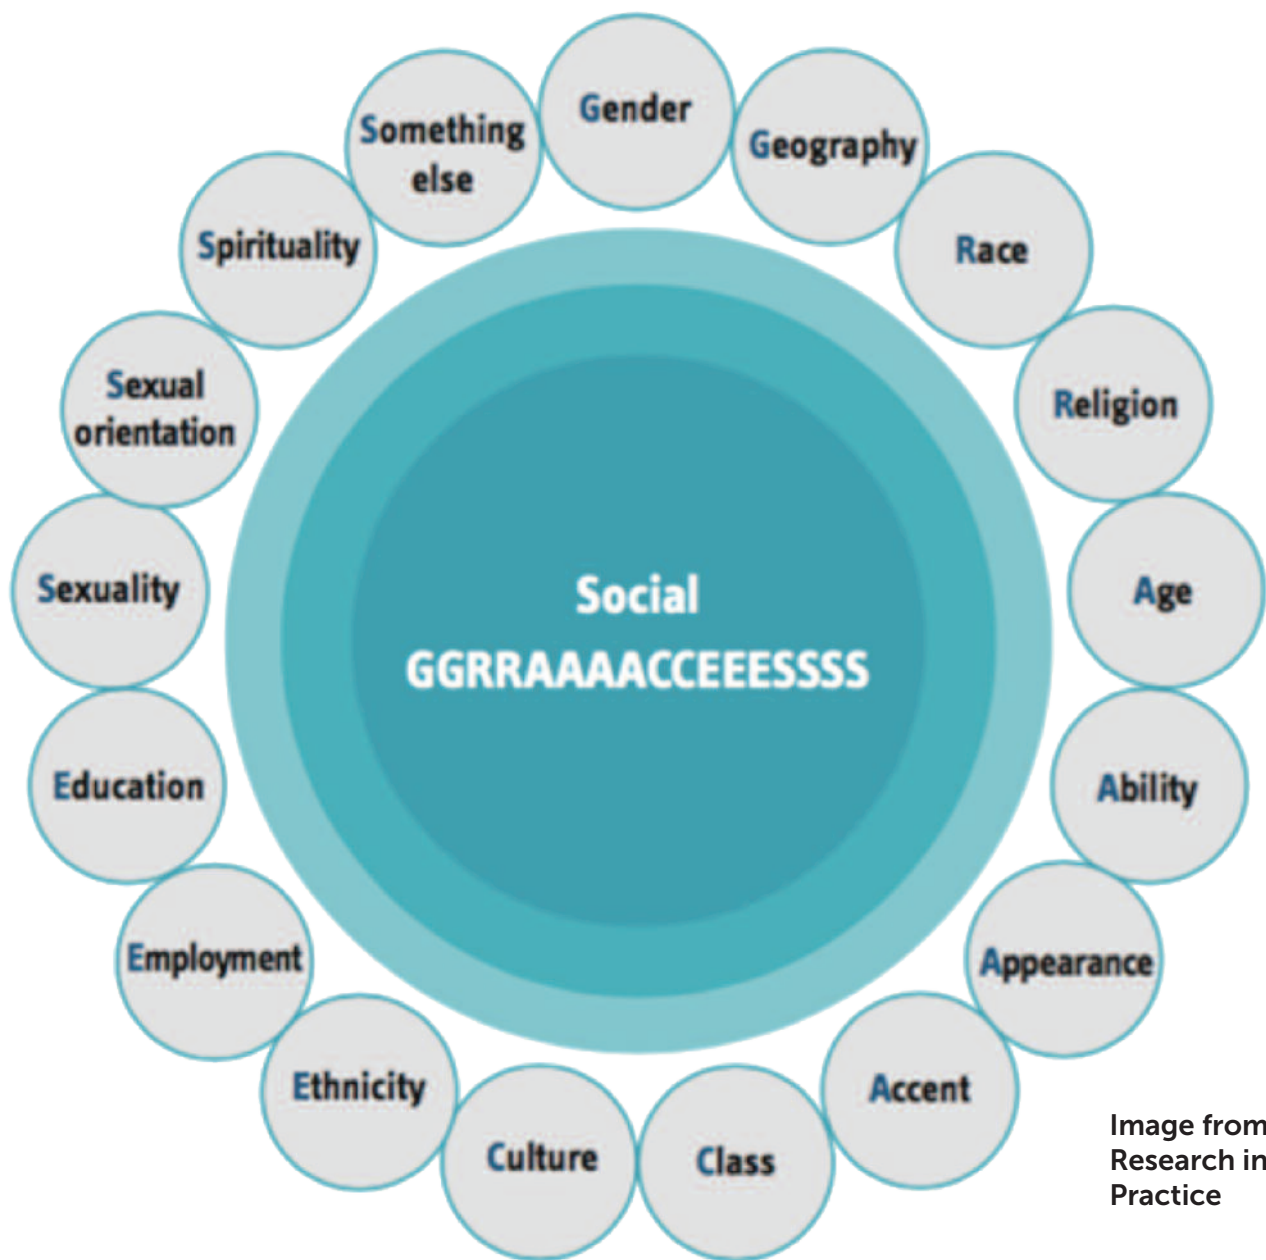 Gender
Geography
Race
Religion
Age
Ability
Appearance
Accent
Class
Culture
Ethnicity
Employment
Education
Sexuality
Sexual
orientation
Spirituality
Something
else
Social
GGRRAAAACCEEESSSS
Image from
Research in
Practice